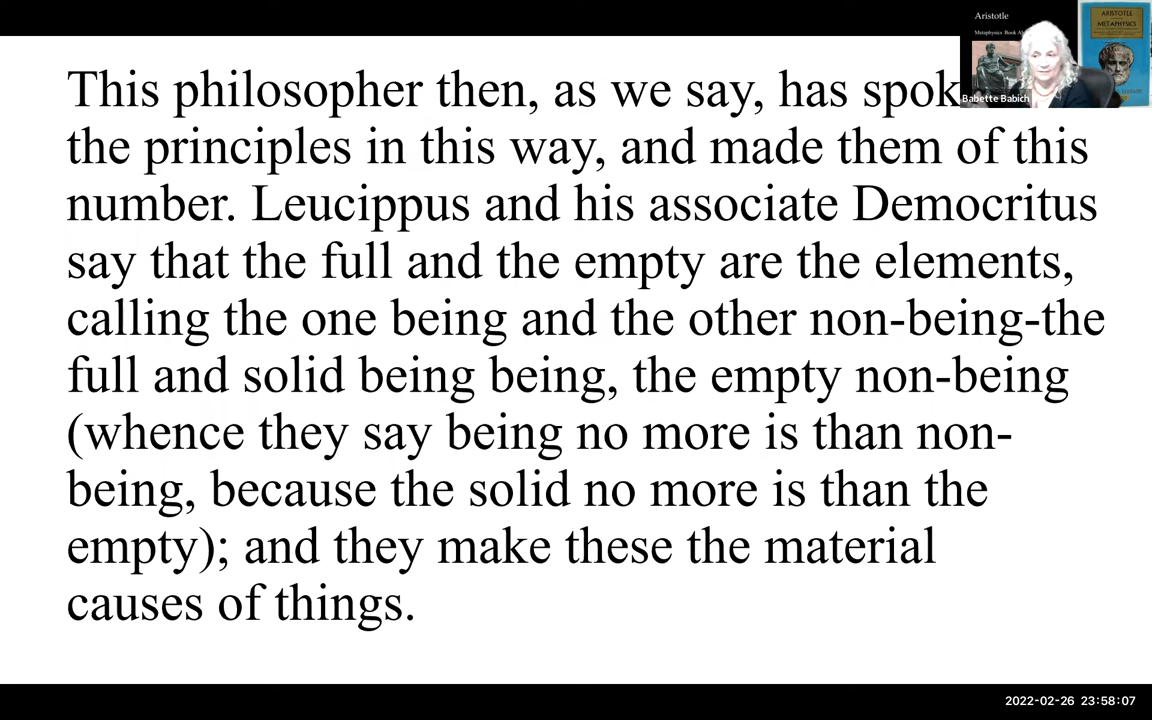 Aristotle
ARISTOTLE
Metaphysics Book
METAPHYSICS
Babette Babich
This philosopher then, as we say, has spok
the principles in this way, and made them of this
number. Leucippus and his associate Democritus
say that the full and the empty are the elements,
calling the one being and the other non-being-the
full and solid being being, the empty non-being
(whence they say being no more is than non-
being, because the solid no more is than the
empty); and they make these the material
causes of things.
2022-02-26 23:58:07